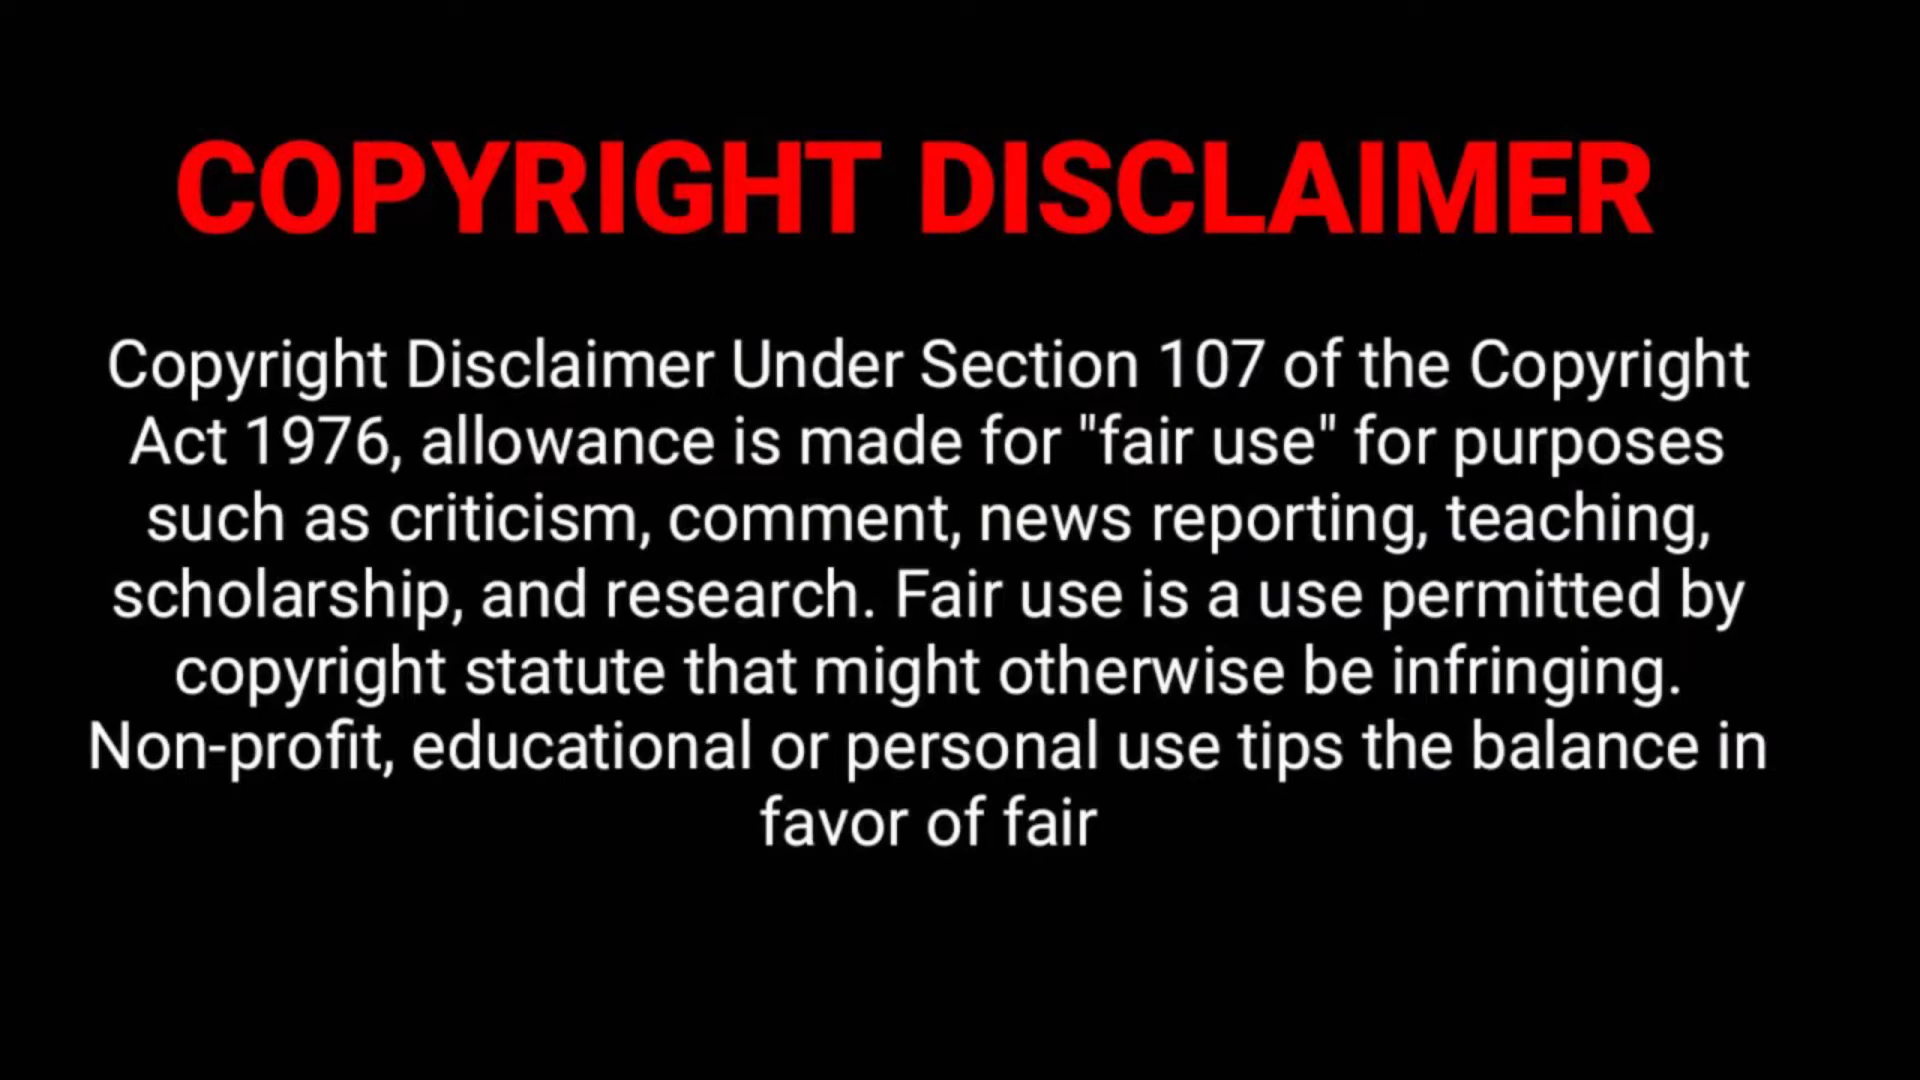 COPYRIGHT DISCLAIMER
Copyright Disclaimer Under Section 107 of the Copyright
Act 1976, allowance is made for "fair use" for purposes
such as criticism, comment, news reporting, teaching,
scholarship, and research. Fair use is a use permitted by
copyright statute that might otherwise be infringing.
Non-profit, educational or personal use tips the balance in
favor of fair